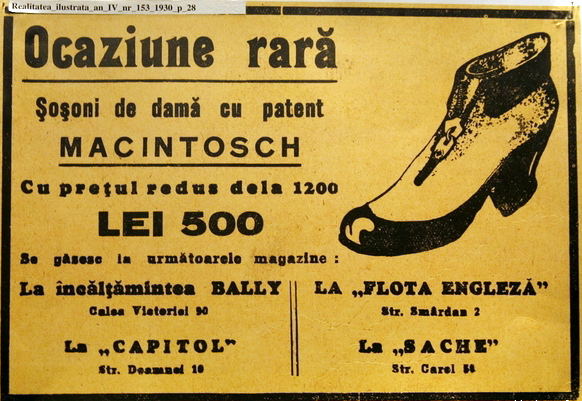 Realitatea_ilustrata_an_IV_nr_153_1930_p_28
Ocaziune rară
Şoşoni de damă cu patent
MACINTOSCH
Cu preţul redus dela 1200
LEI 500
Se găsesc la următoarele magazine :
La încălţămintea BALLY
Calea Victoriei 90
La „CAPITOL”
Str. Doamnei 10
LA „FLOTA ENGLEZĂ”
Str. Smârdan 2
La „SACHE”
Str. Carol